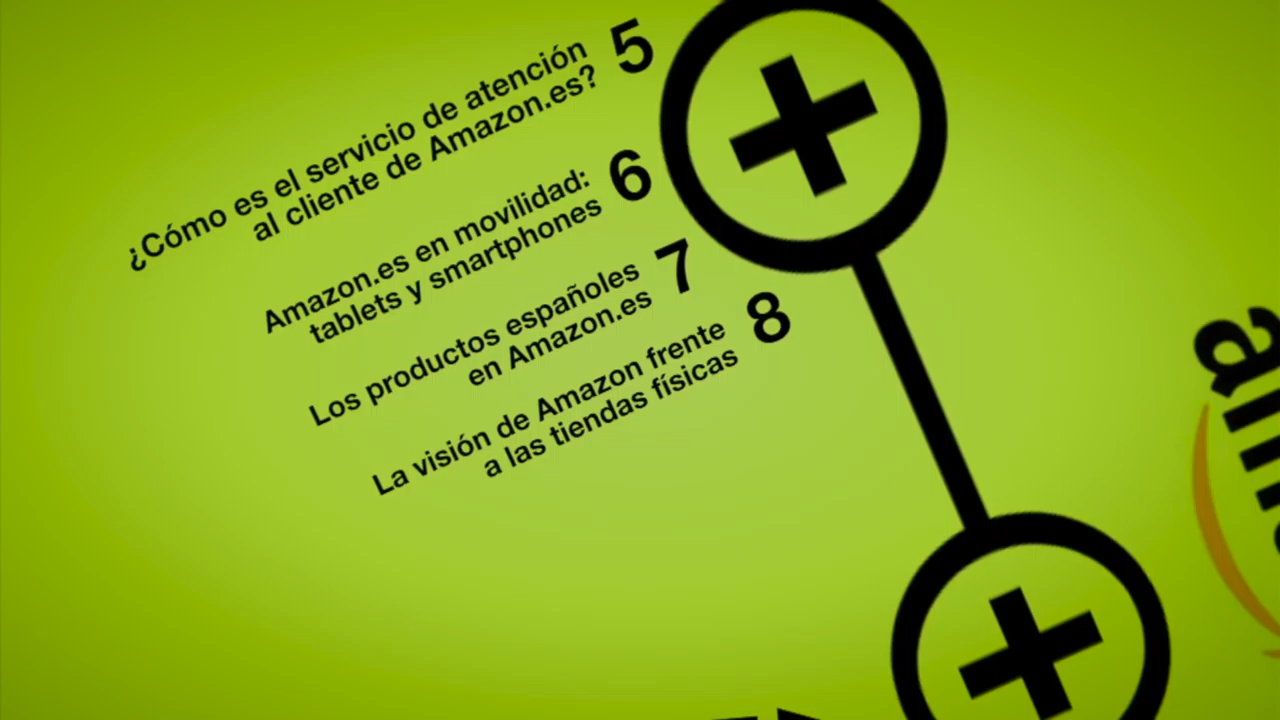 ¿Cómo es el servicio de atención
al cliente de Amazon.es?
5
Amazon.es en movilidad:
tablets y smartphones
6
Los productos españoles
en Amazon.es
7
La visión de Amazon frente
a las tiendas físicas
8